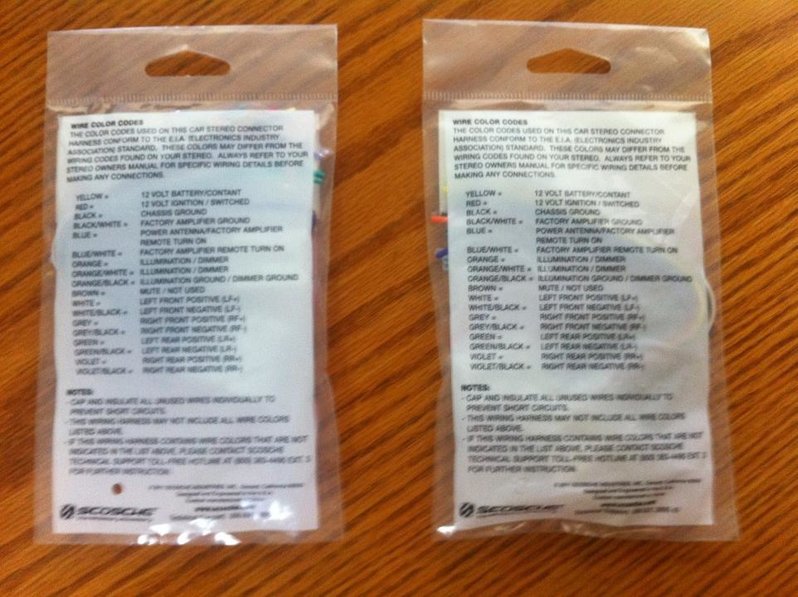 WIRE COLOR CODES
THE COLOR CODES USED ON THIS CAR STEREO CONNECTOR
HARNESS CONFORM TO THE E.I.A. (ELECTRONICS INDUSTRY
ASSOCIATION) STANDARD. THESE COLORS MAY DIFFER FROM THE
WIRING CODES FOUND ON YOUR STEREO. ALWAYS REFER TO YOUR
STEREO OWNERS MANUAL FOR SPECIFIC WIRING DETAILS BEFORE
MAKING ANY CONNECTIONS.
YELLOW = 12 VOLT BATTERY/CONTANT
RED = 12 VOLT IGNITION / SWITCHED
BLACK = CHASSIS GROUND
BLACK/WHITE = FACTORY AMPLIFIER GROUND
BLUE = POWER ANTENNA/FACTORY AMPLIFIER
REMOTE TURN ON
BLUE/WHITE = FACTORY AMPLIFIER REMOTE TURN ON
ORANGE = ILLUMINATION / DIMMER
ORANGE/WHITE = ILLUMINATION / DIMMER
ORANGE/BLACK = ILLUMINATION GROUND / DIMMER GROUND
BROWN = MUTE / NOT USED
WHITE = LEFT FRONT POSITIVE (LF+)
WHITE/BLACK = LEFT FRONT NEGATIVE (LF-)
GREY = RIGHT FRONT POSITIVE (RF+)
GREY/BLACK = RIGHT FRONT NEGATIVE (RF-)
GREEN = LEFT REAR POSITIVE (LR+)
GREEN/BLACK = LEFT REAR NEGATIVE (LR-)
VIOLET = RIGHT REAR POSITIVE (RR+)
VIOLET/BLACK = RIGHT REAR NEGATIVE (RR-)
NOTES:
- CAP AND INSULATE ALL UNUSED WIRES INDIVIDUALLY TO
PREVENT SHORT CIRCUITS.
- THIS WIRING HARNESS MAY NOT INCLUDE ALL WIRE COLORS
LISTED ABOVE.
- IF THIS WIRING HARNESS CONTAINS WIRE COLORS THAT ARE NOT
INDICATED IN THE LIST ABOVE, PLEASE CONTACT SCOSCHE
TECHNICAL SUPPORT TOLL-FREE HOTLINE AT EXT. 3
FOR FURTHER INSTRUCTION.
SCOSCHE
WIRE COLOR CODES
THE COLOR CODES USED ON THIS CAR STEREO CONNECTOR
HARNESS CONFORM TO THE E.I.A. (ELECTRONICS INDUSTRY
ASSOCIATION) STANDARD. THESE COLORS MAY DIFFER FROM THE
WIRING CODES FOUND ON YOUR STEREO. ALWAYS REFER TO YOUR
STEREO OWNERS MANUAL FOR SPECIFIC WIRING DETAILS BEFORE
MAKING ANY CONNECTIONS.
YELLOW = 12 VOLT BATTERY/CONTANT
RED = 12 VOLT IGNITION / SWITCHED
BLACK = CHASSIS GROUND
BLACK/WHITE = FACTORY AMPLIFIER GROUND
BLUE = POWER ANTENNA/FACTORY AMPLIFIER
REMOTE TURN ON
BLUE/WHITE = FACTORY AMPLIFIER REMOTE TURN ON
ORANGE = ILLUMINATION / DIMMER
ORANGE/WHITE = ILLUMINATION / DIMMER
ORANGE/BLACK = ILLUMINATION GROUND / DIMMER GROUND
BROWN = MUTE / NOT USED
WHITE = LEFT FRONT POSITIVE (LF+)
WHITE/BLACK = LEFT FRONT NEGATIVE (LF-)
GREY = RIGHT FRONT POSITIVE (RF+)
GREY/BLACK = RIGHT FRONT NEGATIVE (RF-)
GREEN = LEFT REAR POSITIVE (LR+)
GREEN/BLACK = LEFT REAR NEGATIVE (LR-)
VIOLET = RIGHT REAR POSITIVE (RR+)
VIOLET/BLACK = RIGHT REAR NEGATIVE (RR-)
NOTES:
- CAP AND INSULATE ALL UNUSED WIRES INDIVIDUALLY TO
PREVENT SHORT CIRCUITS.
- THIS WIRING HARNESS MAY NOT INCLUDE ALL WIRE COLORS
LISTED ABOVE.
- IF THIS WIRING HARNESS CONTAINS WIRE COLORS THAT ARE NOT
INDICATED IN THE LIST ABOVE, PLEASE CONTACT SCOSCHE
TECHNICAL SUPPORT TOLL-FREE HOTLINE AT EXT. 3
FOR FURTHER INSTRUCTION.
SCOSCHE